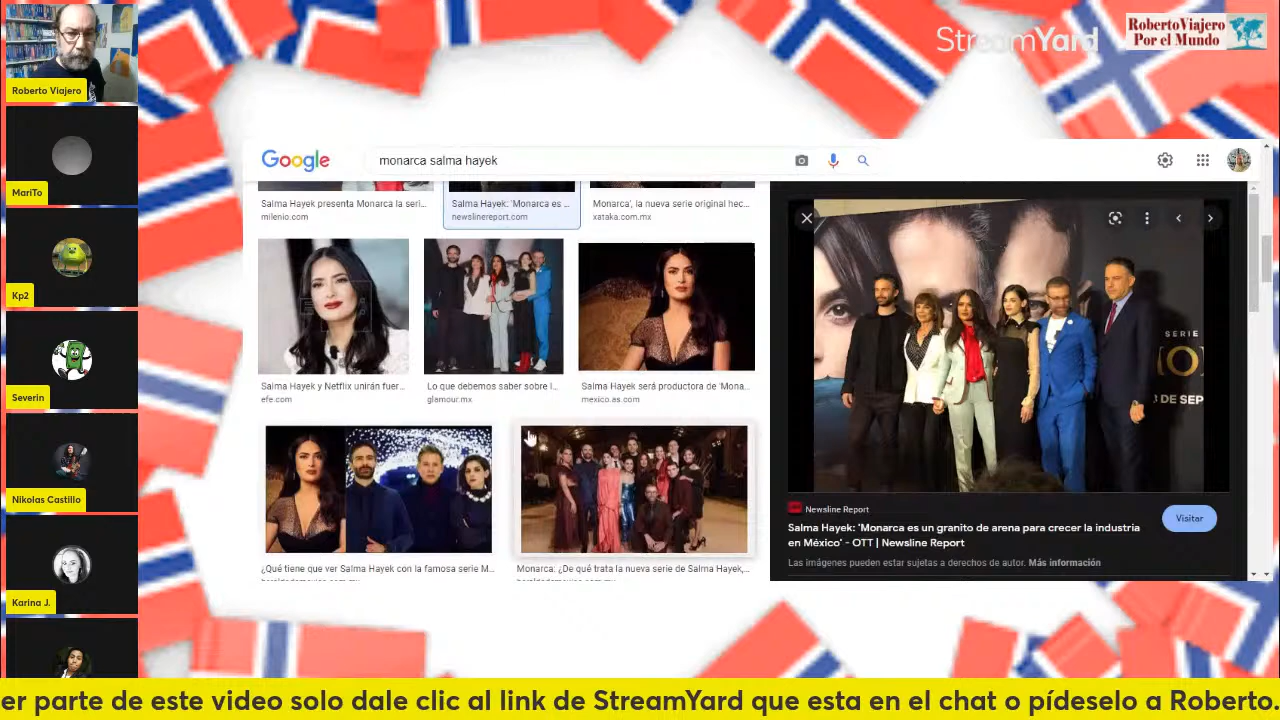 StreamYard
RobertoViajero
Por el Mundo
Roberto Viajero
MariTo
Kp2
Severin
Nikolas Castillo
Karina J.
Google
monarca salma hayek
Salma Hayek presenta Monarca la seri...
milenio.com
Salma Hayek: 'Monarca es ...
newslinereport.com
Monarca', la nueva serie original hec...
xataka.com.mx
Salma Hayek y Netflix unirán fuer...
efe.com
Lo que debemos saber sobre l...
glamour.mx
Salma Hayek será productora de 'Mona...
mexico.as.com
¿Qué tiene que ver Salma Hayek con la famosa serie M...
Monarca: ¿De qué trata la nueva serie de Salma Hayek,...
SERIE
3 DE SEP
Newsline Report
Salma Hayek: 'Monarca es un granito de arena para crecer la industria
en México' - OTT | Newsline Report
Visitar
Las imágenes pueden estar sujetas a derechos de autor. Más información
er parte de este video solo dale clic al link de StreamYard que esta en el chat o pídeselo a Roberto.